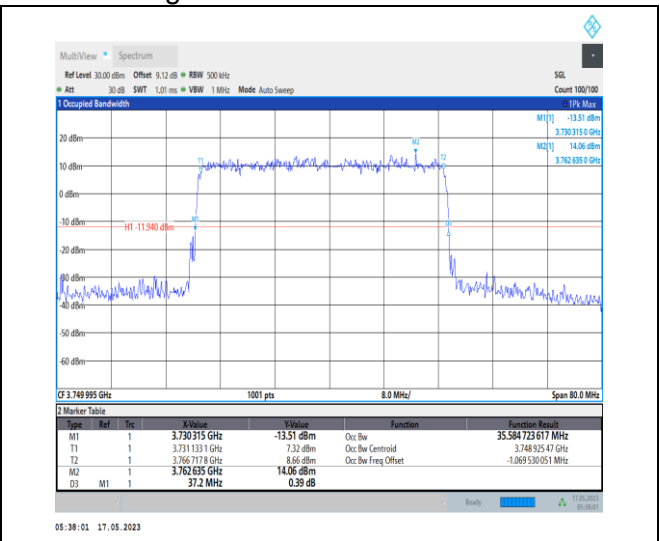 MultiView Spectrum
Ref Level 30.00 dBm Offset 9.12 dB RBW 500 kHz SGL
Att 30 dB SWT 1.01 ms VBW 1 MHz Mode Auto Sweep Count 100/100
1 Occupied Bandwidth 1Pk Max
M1[1] -13.51 dBm
3.730 315 0 GHz
M2[1] 14.06 dBm
3.762 635 0 GHz
20 dBm
M2
T1 T2
10 dBm
0 dBm
-10 dBm
M1
H1 -11.940 dBm
-20 dBm
-30 dBm
-40 dBm
-50 dBm
-60 dBm
CF 3.749 995 GHz 1001 pts 8.0 MHz/ Span 80.0 MHz
2 Marker Table
Type Ref Trc X-Value Y-Value Function Function Result
M1 1 3.730 315 GHz -13.51 dBm Occ Bw 35.584 723 617 MHz
T1 1 3.731 133 1 GHz 7.32 dBm Occ Bw Centroid 3.748 925 47 GHz
T2 1 3.766 717 8 GHz 8.66 dBm Occ Bw Freq Offset -1.069 530 051 MHz
M2 1 3.762 635 GHz 14.06 dBm
D3 M1 1 37.2 MHz 0.39 dB
Ready 17.05.2023
05:38:01
05:38:01 17.05.2023